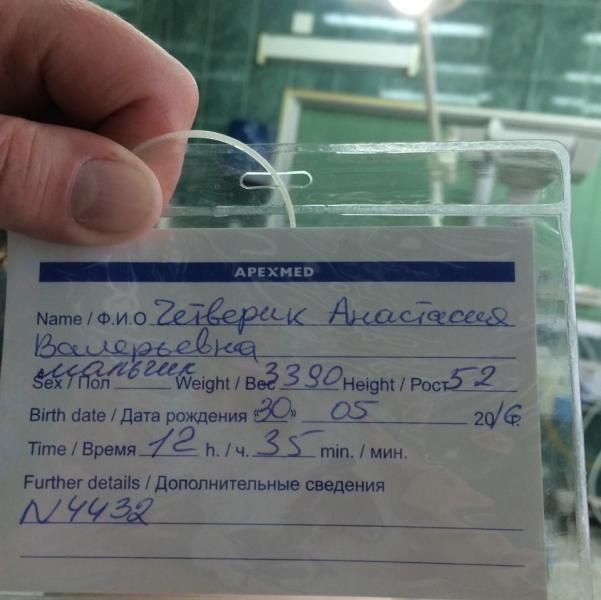 APEXMED
Name / Ф.И.О Четверик Анастасия
Валерьевна
мальчик
Sex / Пол Weight / Вес 3390 Height / Рост 52
Birth date / Дата рождения «30» 05 2016 г.
Time / Время 12 h. / ч. 35 min. / мин.
Further details / Дополнительные сведения
N4432